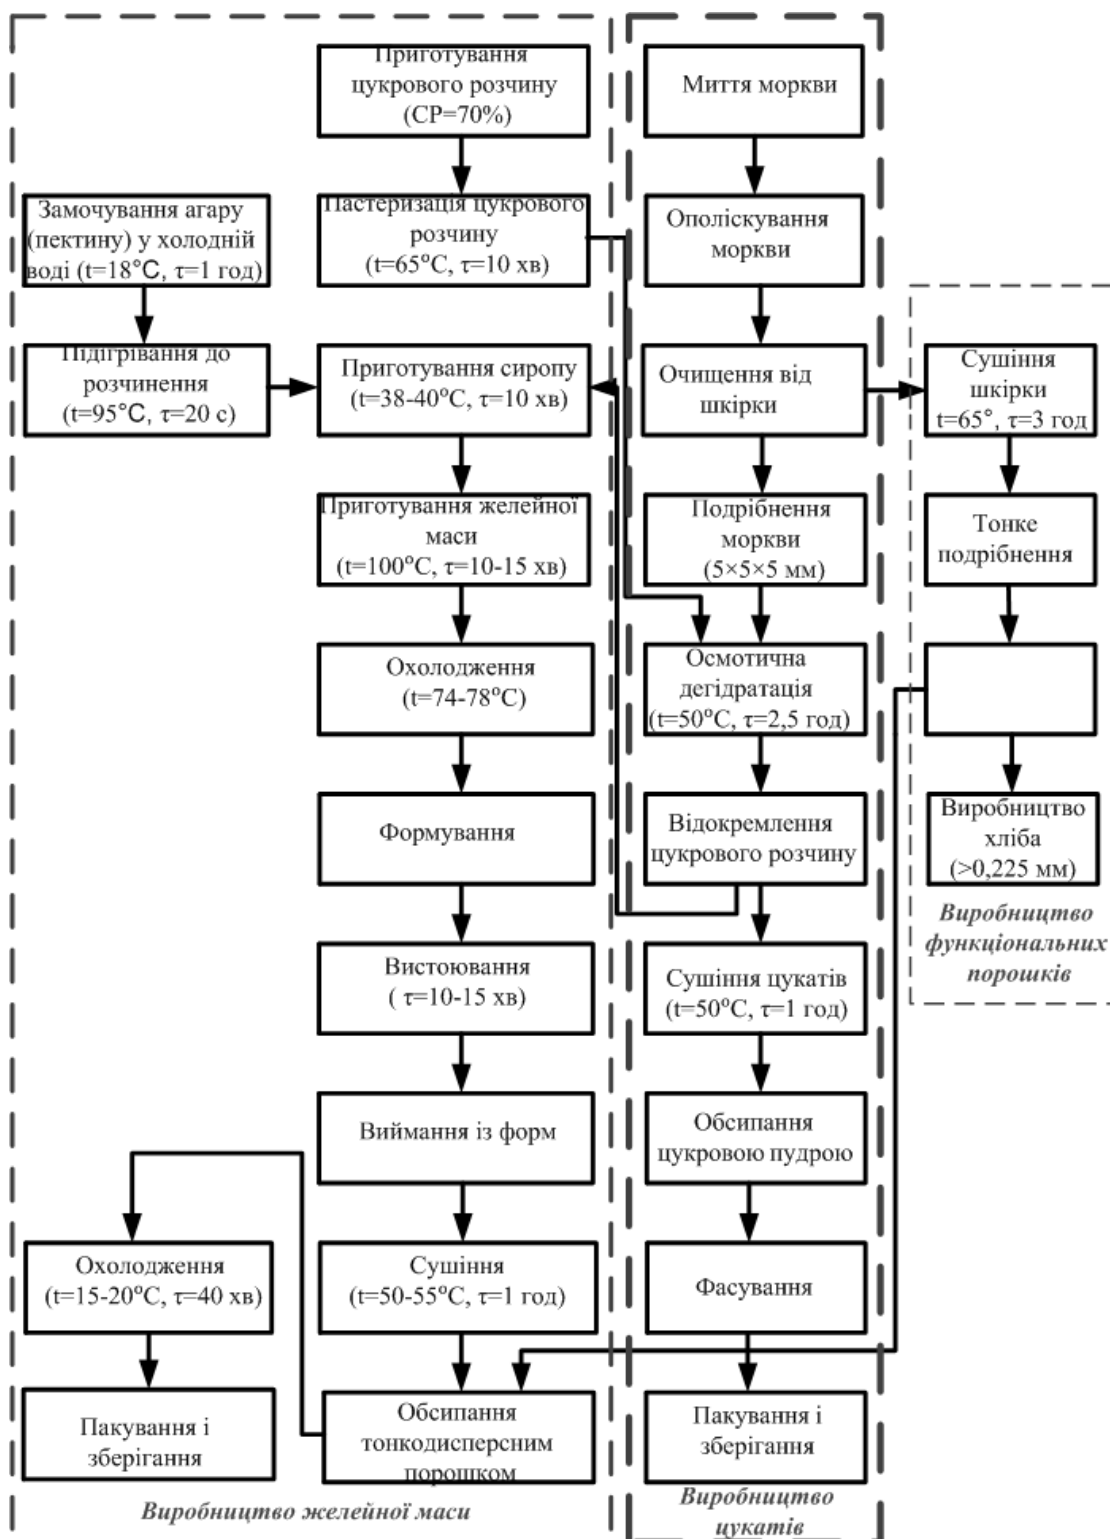 Приготування
цукрового розчину
(СР=70%)
Миття моркви
Замочування агару
(пектину) у холодній
воді (t=18°C, τ=1 год)
Пастеризація цукрового
розчину
(t=65°C, τ=10 хв)
Ополіскування
моркви
Підігрівання до
розчинення
(t=95°C, τ=20 с)
Приготування сиропу
(t=38-40°C, τ=10 хв)
Очищення від
шкірки
Сушіння
шкірки
t=65°, τ=3 год
Приготування желейної
маси
(t=100°C, τ=10-15 хв)
Подрібнення
моркви
(5×5×5 мм)
Тонке
подрібнення
Охолодження
(t=74-78°C)
Осмотична
дегідратація
(t=50°C, τ=2,5 год)
Формування
Відокремлення
цукрового розчину
Виробництво
хліба
(>0,225 мм)
Виробництво
функціональних
порошків
Вистоювання
( τ=10-15 хв)
Сушіння цукатів
(t=50°C, τ=1 год)
Виймання із форм
Обсипання
цукровою пудрою
Охолодження
(t=15-20°C, τ=40 хв)
Сушіння
(t=50-55°C, τ=1 год)
Фасування
Пакування і
зберігання
Обсипання
тонкодисперсним
порошком
Пакування і
зберігання
Виробництво желейної маси
Виробництво
цукатів